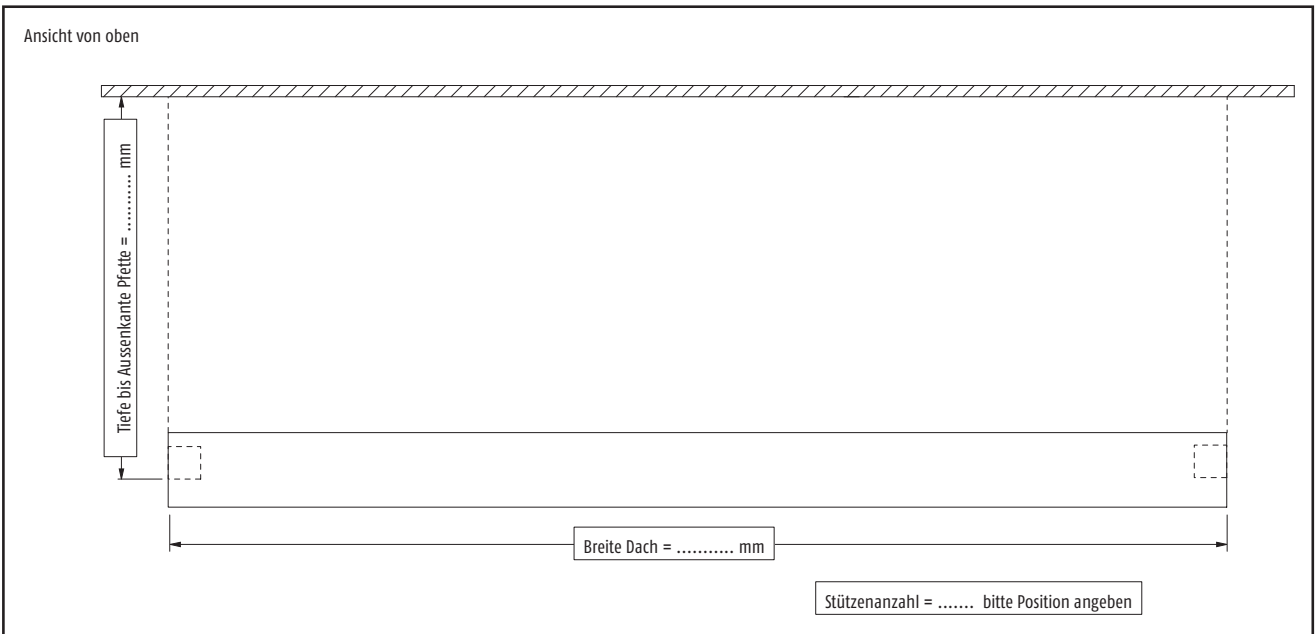 Ansicht von oben
Tiefe bis Aussenkante Pfette = ........... mm
Breite Dach = ........... mm
Stützenanzahl = ....... bitte Position angeben